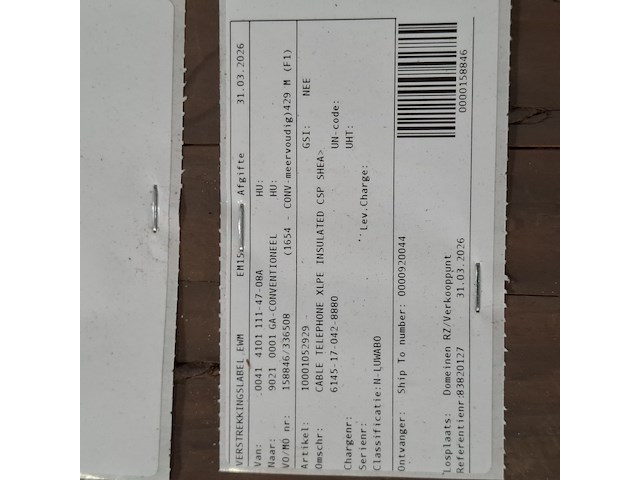 VERSTREKKINGSLABEL EWM Afgifte 31.03.2026
Van: .0041 4101 111-47-08A HU:
Naar: 9021 0001 GA-CONVENTIONEEL HU:
VO/MO nr: 158846/336508 (1654 - CONV-meervoudig)429 M (F1)
Artikel: 10001052929 GSI: NEE
Omschr: CABLE TELEPHONE XLPE INSULATED CSP SHEA>
6145-17-042-8880 UN-code:
Chargenr: UHT:
Serienr: Lev.Charge:
Classificatie:N-LUWABO
Ontvanger: Ship To number: 0000920044
0000158846
Losplaats: Domeinen RZ/Verkooppunt
Referentienr:83820127 31.03.2026